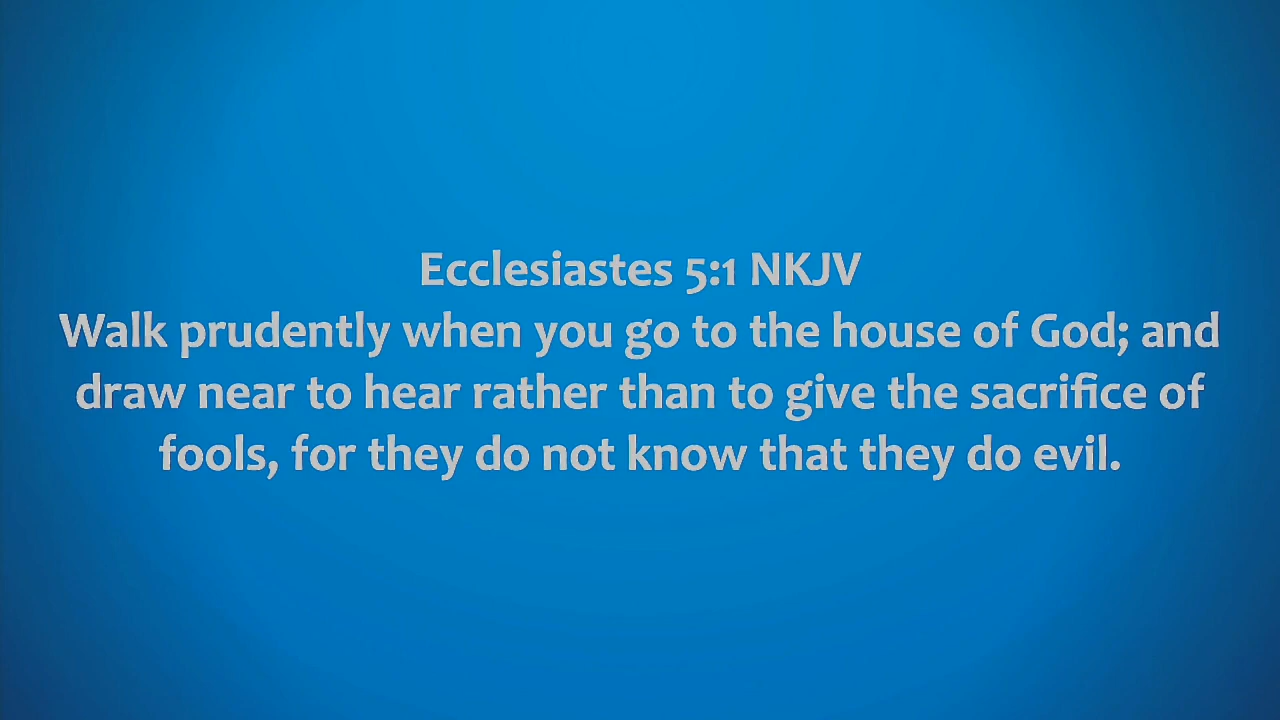 Ecclesiastes 5:1 NKJV
Walk prudently when you go to the house of God; and
draw near to hear rather than to give the sacrifice of
fools, for they do not know that they do evil.